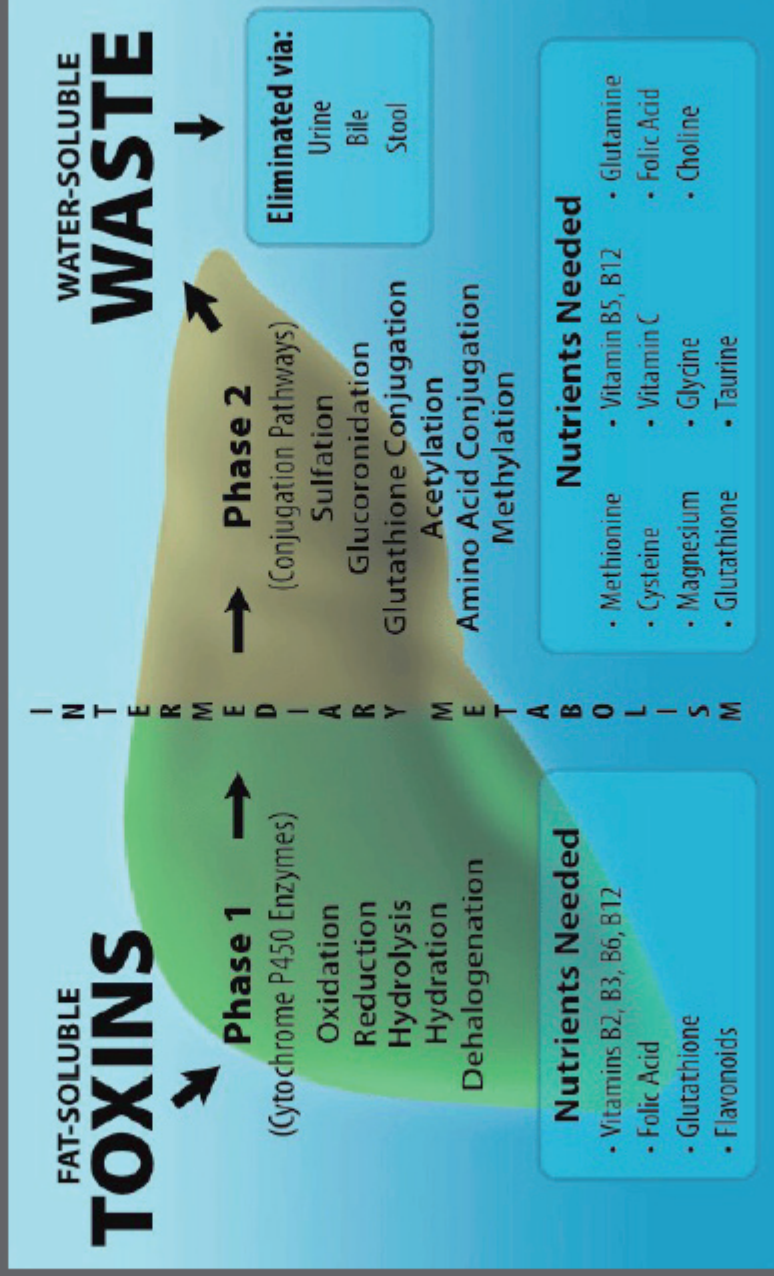 FAT-SOLUBLE
TOXINS
WATER-SOLUBLE
WASTE
Phase 1
(Cytochrome P450 Enzymes)
Oxidation
Reduction
Hydrolysis
Hydration
Dehalogenation
INTERMEDIARY METABOLISM
Phase 2
(Conjugation Pathways)
Sulfation
Glucoronidation
Glutathione Conjugation
Acetylation
Amino Acid Conjugation
Methylation
Eliminated via:
Urine
Bile
Stool
Nutrients Needed
• Vitamins B2, B3, B6, B12
• Folic Acid
• Glutathione
• Flavonoids
Nutrients Needed
• Methionine
• Cysteine
• Magnesium
• Glutathione
• Vitamin B5, B12
• Vitamin C
• Glycine
• Taurine
• Glutamine
• Folic Acid
• Choline